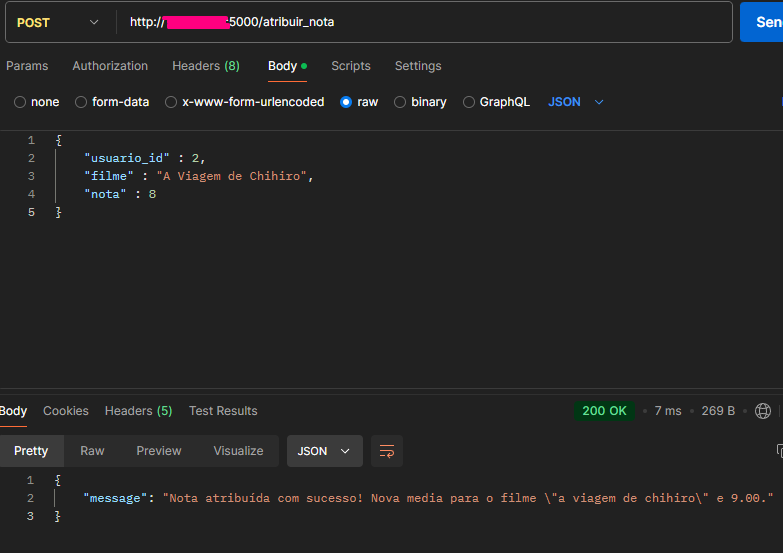 POST http:// :5000/atribuir_nota Sen
Params Authorization Headers (8) Body Scripts Settings
none form-data x-www-form-urlencoded raw binary GraphQL JSON
1 {
2 "usuario_id" : 2,
3 "filme" : "A Viagem de Chihiro",
4 "nota" : 8
5 }
Body Cookies Headers (5) Test Results 200 OK • 7 ms • 269 B •
Pretty Raw Preview Visualize JSON
1 {
2 "message": "Nota atribuída com sucesso! Nova media para o filme \"a viagem de chihiro\" e 9.00."
3 }